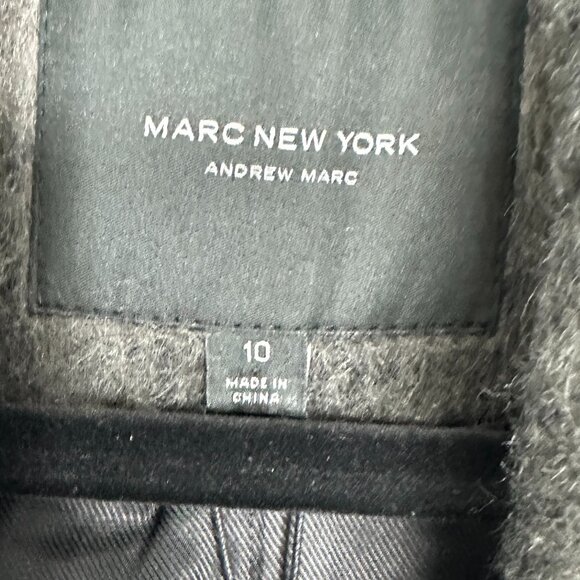 MARC NEW YORK
ANDREW MARC
10
MADE IN
CHINA